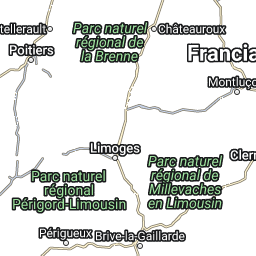 tellerault
Châteauroux
Parc naturel
régional de
la Brenne
Poitiers
Francia
Montluço
Limoges
Parc naturel
régional de
Millevaches
en Limousin
Clerm
Parc naturel
régional
Périgord-Limousin
Périgueux
Brive-la-Gaillarde